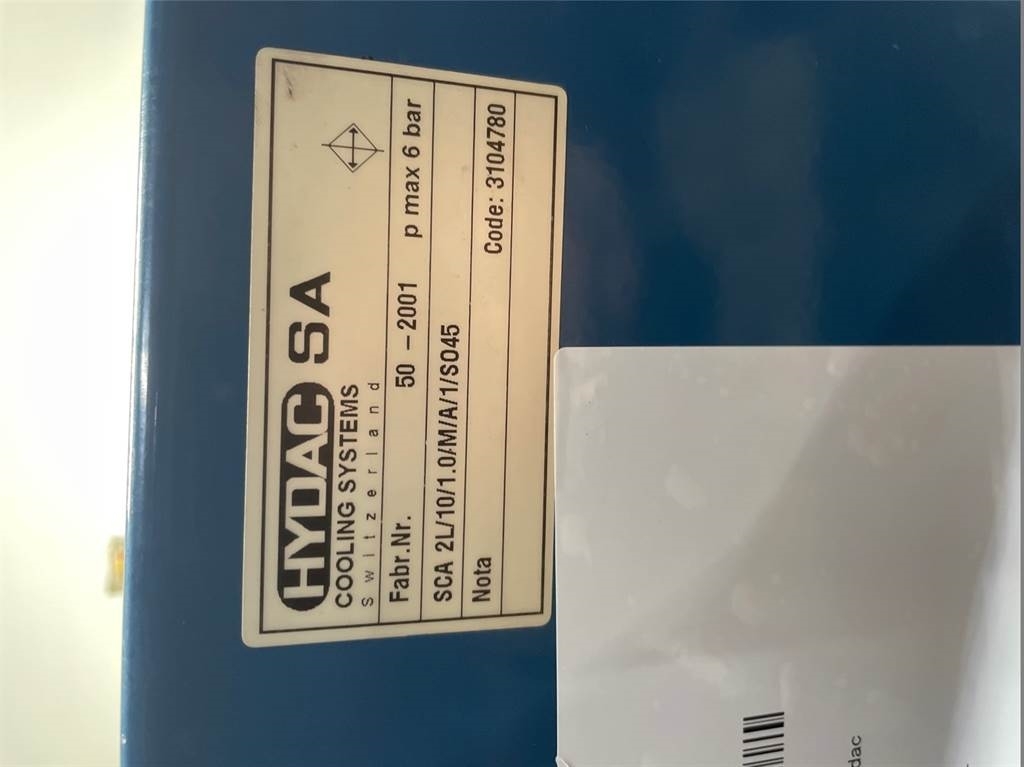 HYDAC SA
COOLING SYSTEMS
Switzerland
Fabr.Nr. 50 – 2001 p max 6 bar
SCA 2L/10/1.0/M/A/1/SO45
Nota Code: 3104780
dac